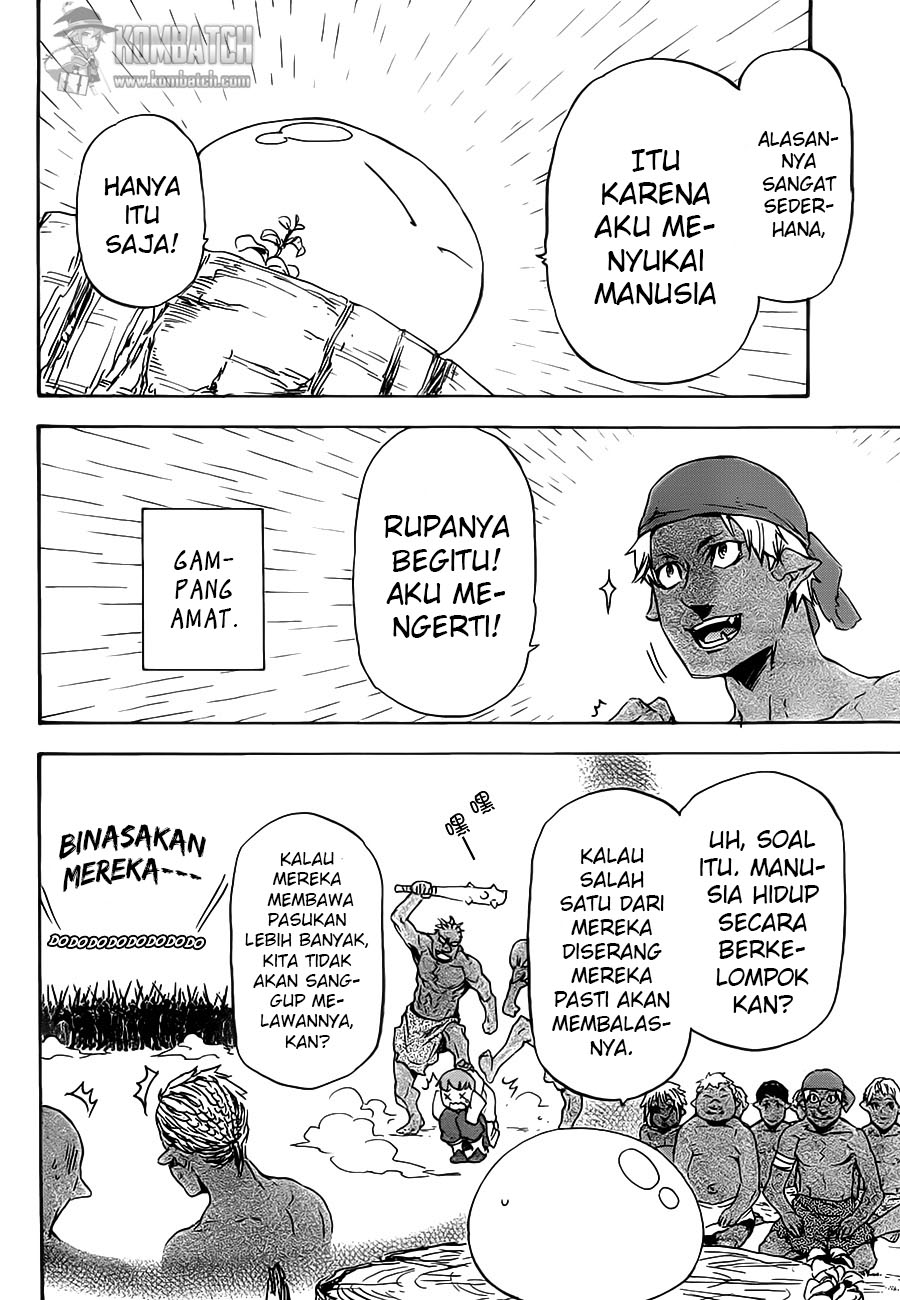 KOMBATCH
www.kombatch.com
ALASAN-
NYA
SANGAT
SEDER-
HANA,
ITU
KARENA
AKU ME-
NYUKAI
MANUSIA
HANYA
ITU
SAJA!
RUPANYA
BEGITU!
AKU ME-
NGERTI!
GAM-
PANG
AMAT.
UH, SOAL
ITU. MANU-
SIA HIDUP
SECARA
BERKE-
LOMPOK
KAN?
KALAU
SALAH
SATU DARI
MEREKA
DISERANG
MEREKA
PASTI AKAN
MEMBALAS-
NYA.
嘿
嘿
KALAU
MEREKA
MEMBAWA
PASUKAN
LEBIH BANYAK,
KITA TIDAK
AKAN SANG-
GUP ME-
LAWANNYA,
KAN?
BINASAKAN
MEREKA---
DODODODODODODODO